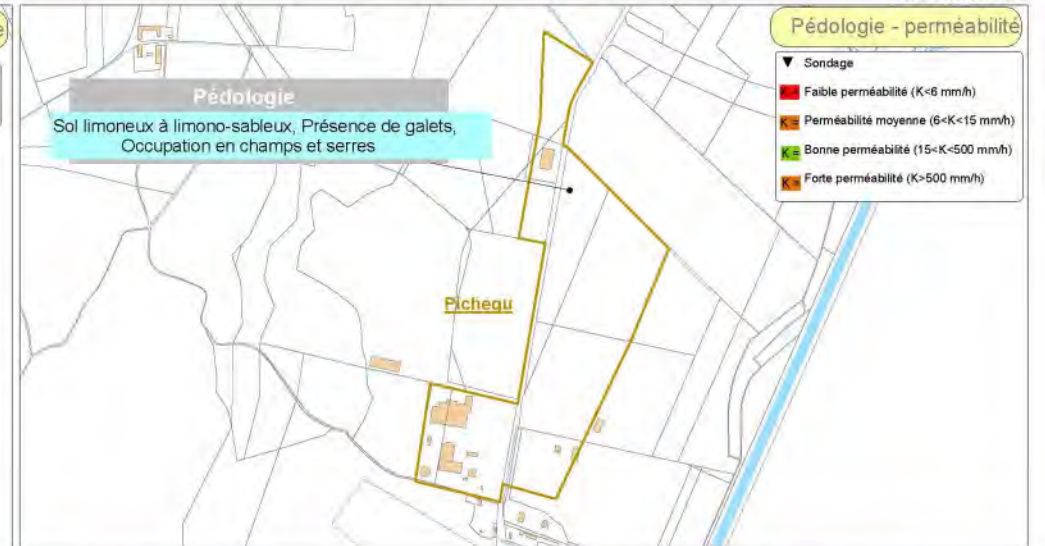 Pédologie - perméabilité
Sondage
K = Faible perméabilité (K<6 mm/h)
K = Perméabilité moyenne (6<K<15 mm/h)
K = Bonne perméabilité (15<K<500 mm/h)
K = Forte perméabilité (K>500 mm/h)
Pédologie
Sol limoneux à limono-sableux, Présence de galets,
Occupation en champs et serres
Pichegu